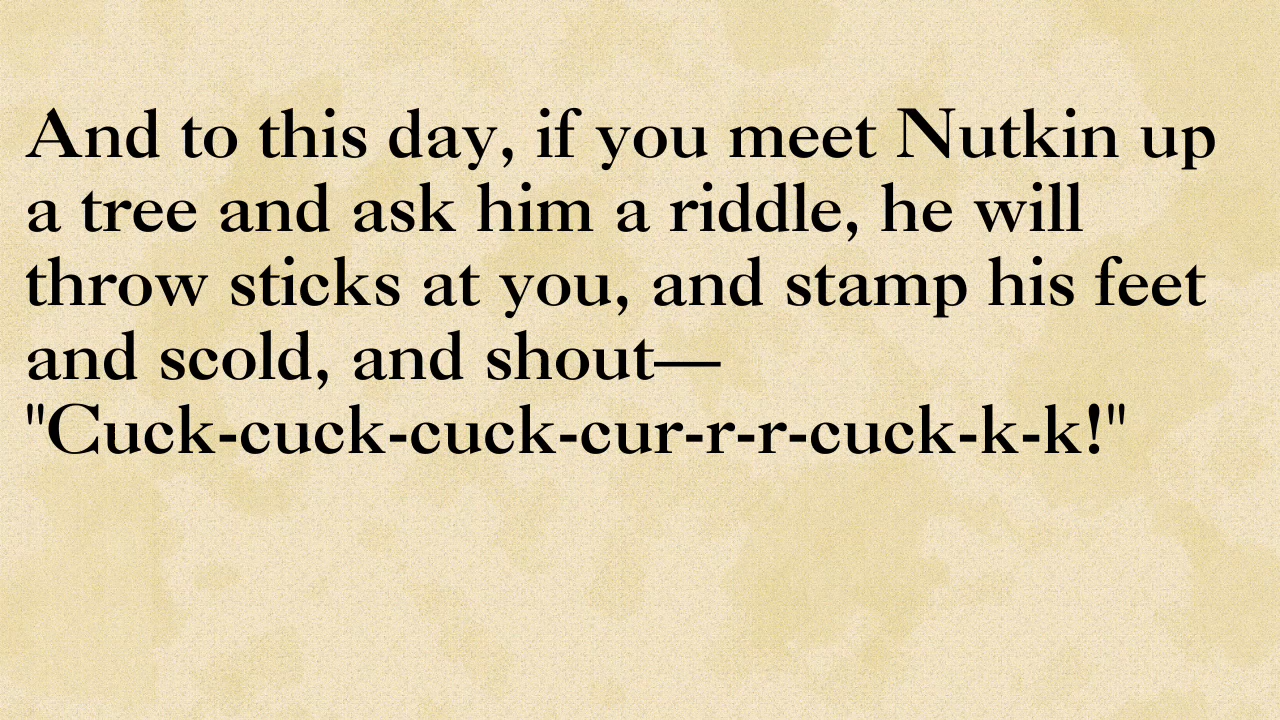 And to this day, if you meet Nutkin up
a tree and ask him a riddle, he will
throw sticks at you, and stamp his feet
and scold, and shout—
"Cuck-cuck-cuck-cur-r-r-cuck-k-k!"